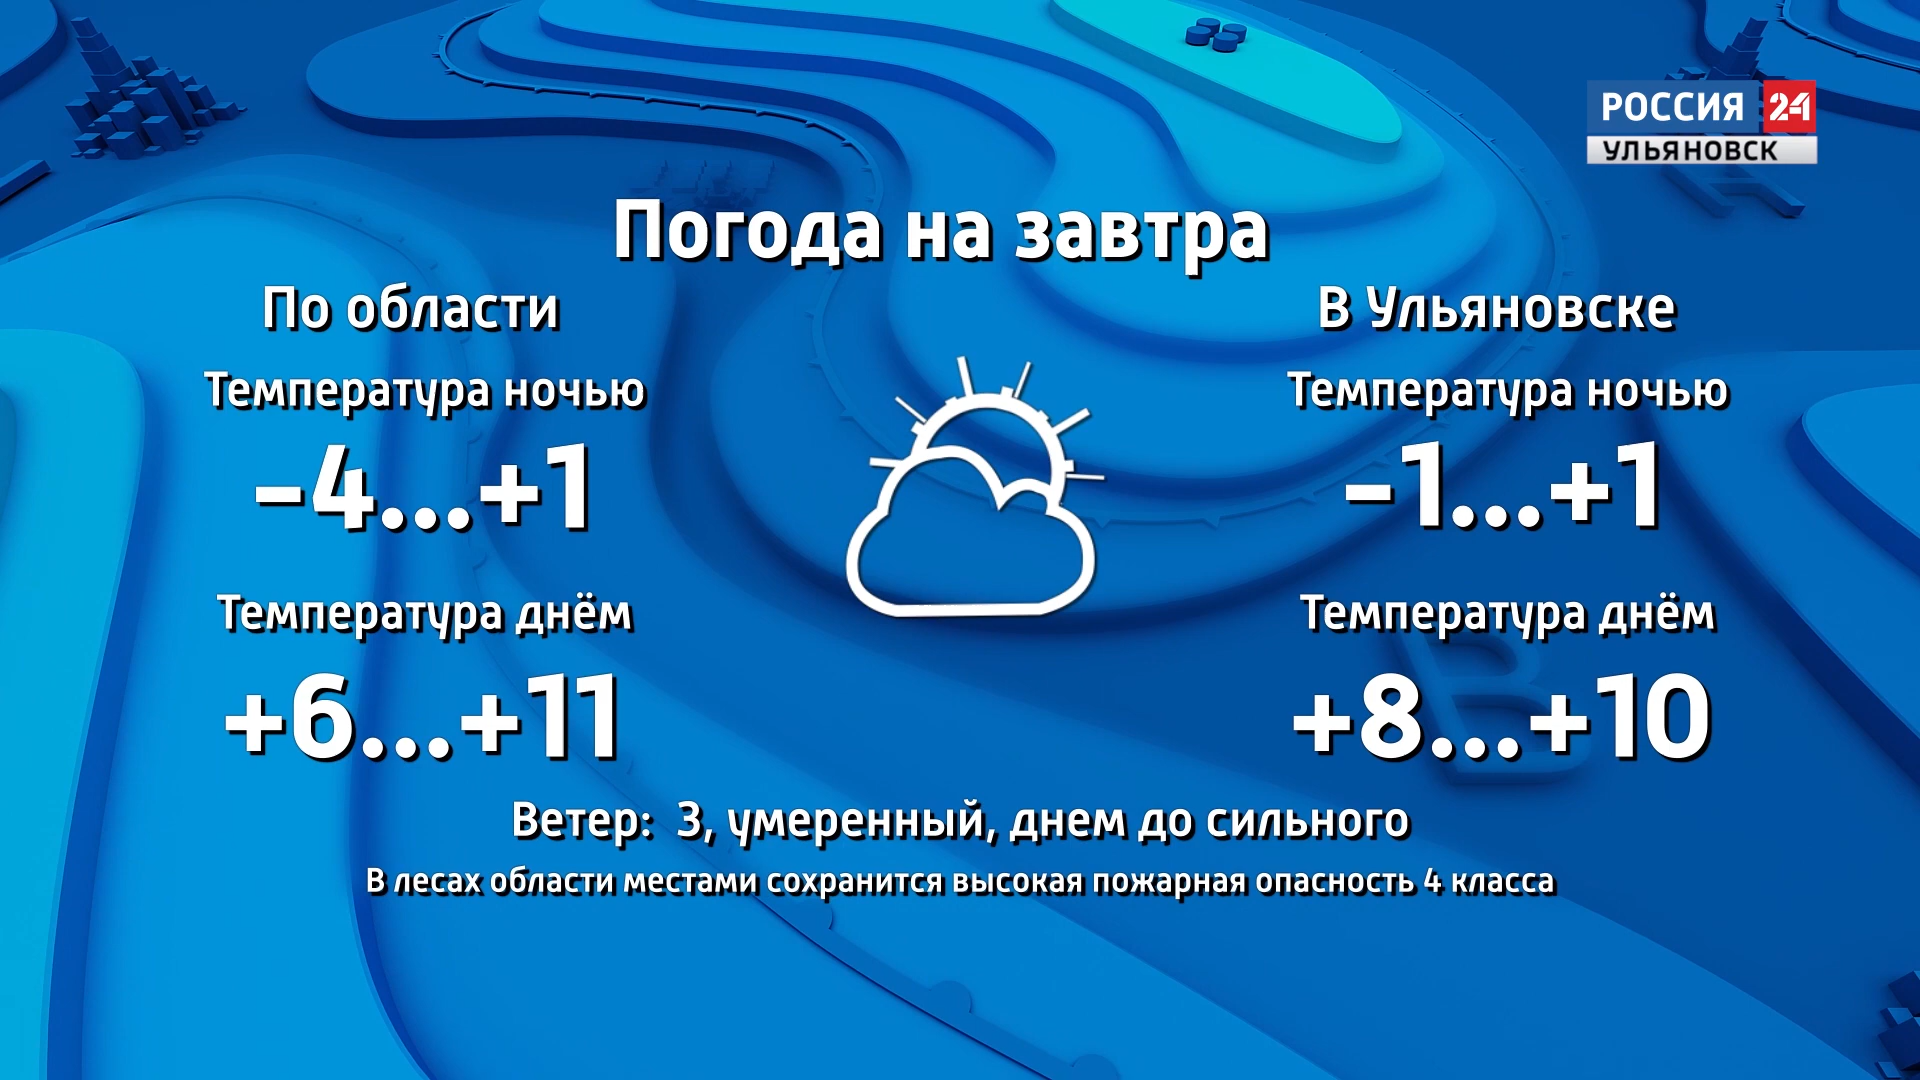 РОССИЯ 24
УЛЬЯНОВСК
Погода на завтра
По области
Температура ночью
-4...+1
Температура днём
+6...+11
В Ульяновске
Температура ночью
-1...+1
Температура днём
+8...+10
Ветер: З, умеренный, днем до сильного
В лесах области местами сохранится высокая пожарная опасность 4 класса